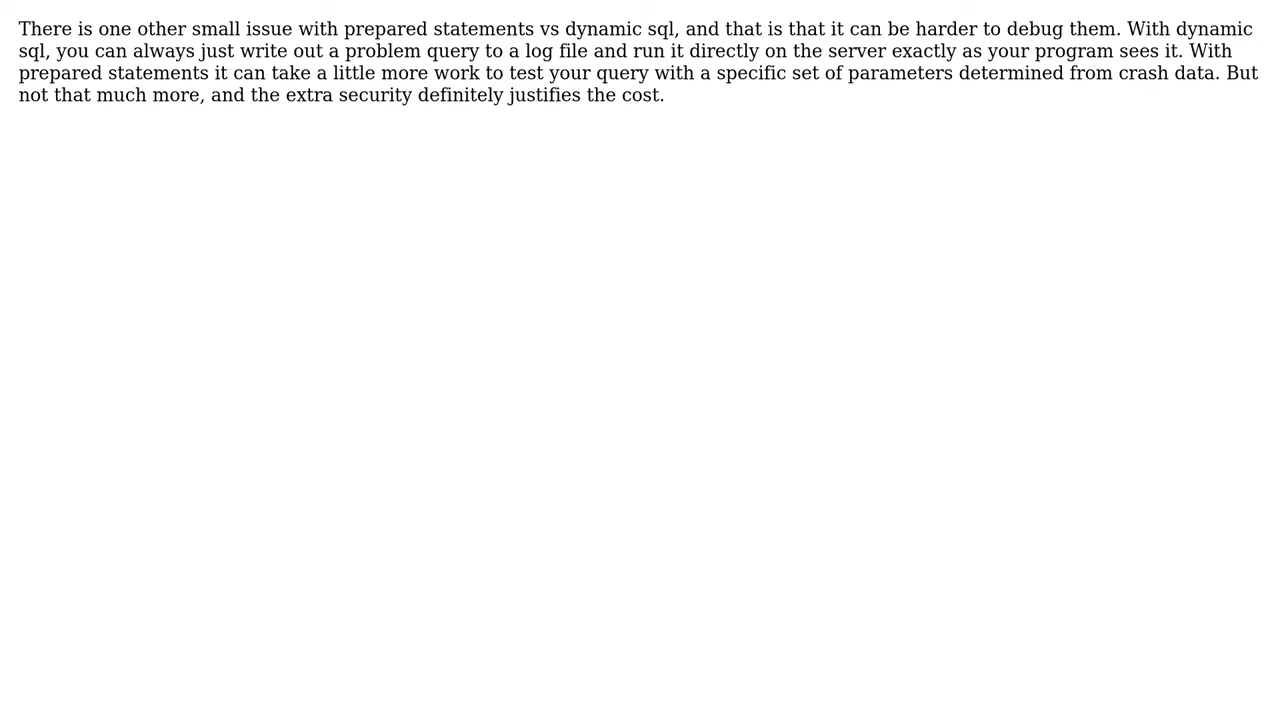 There is one other small issue with prepared statements vs dynamic sql, and that is that it can be harder to debug them. With dynamic
sql, you can always just write out a problem query to a log file and run it directly on the server exactly as your program sees it. With
prepared statements it can take a little more work to test your query with a specific set of parameters determined from crash data. But
not that much more, and the extra security definitely justifies the cost.